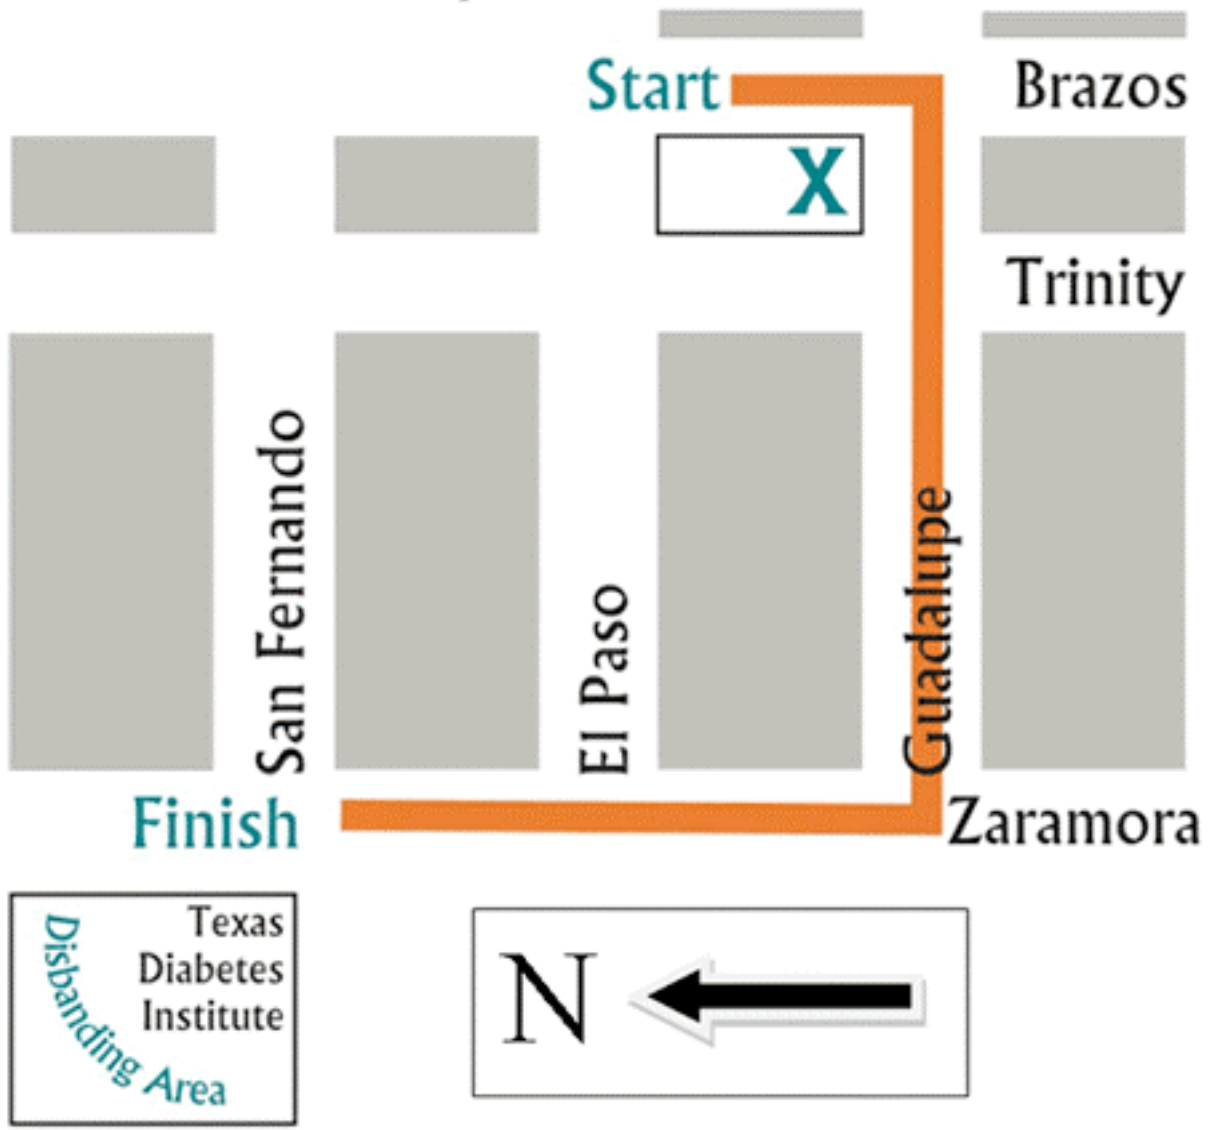 Start
Brazos
X
Trinity
San Fernando
El Paso
Guadalupe
Finish
Zaramora
Texas
Diabetes
Institute
Disbanding Area
N